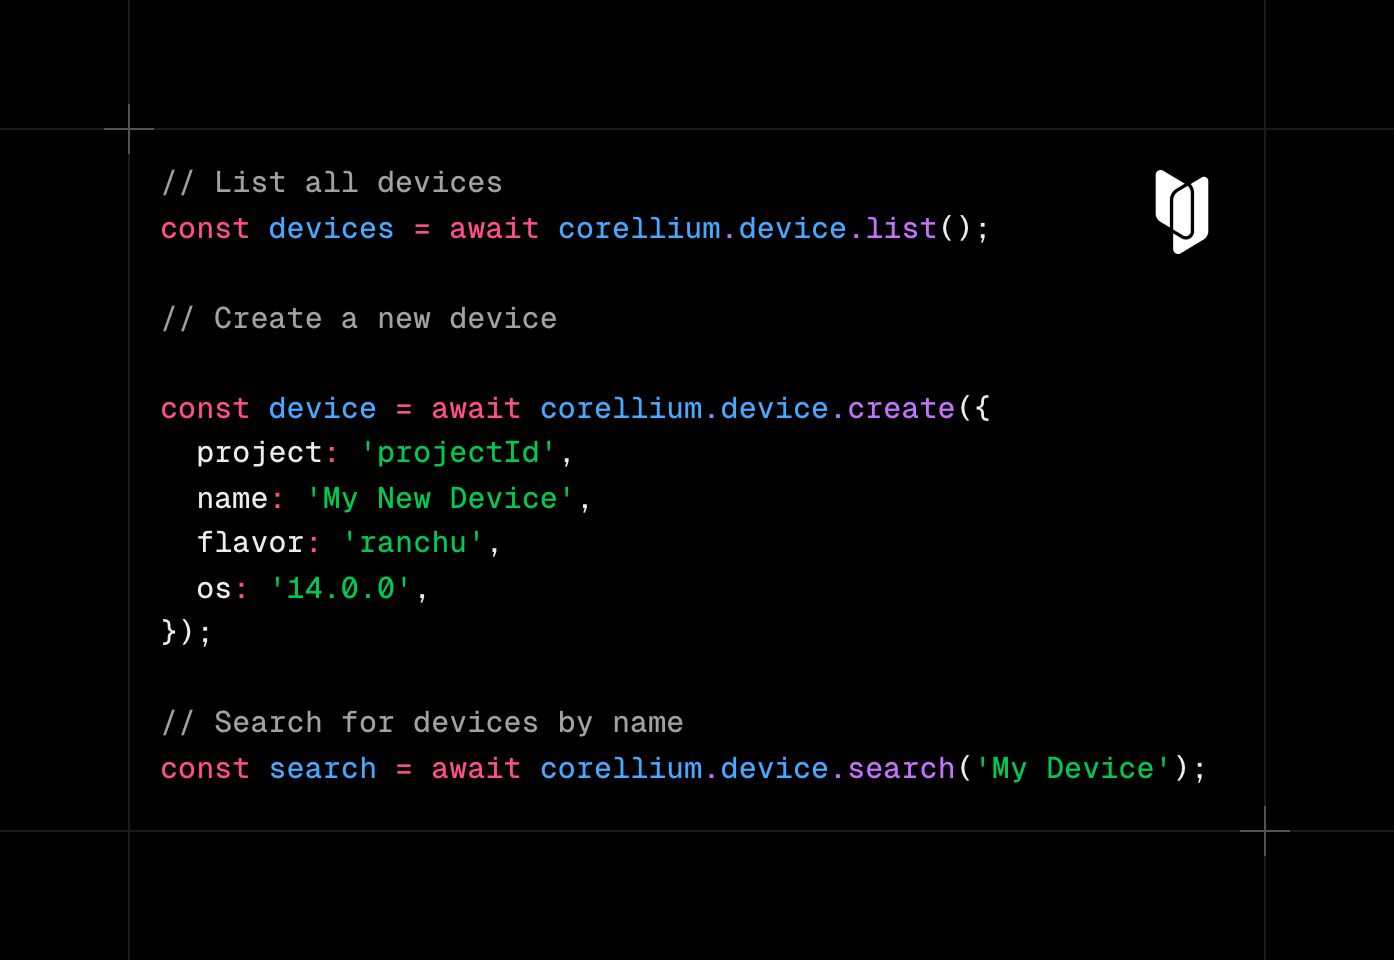 // List all devices
const devices = await corellium.device.list();
// Create a new device
const device = await corellium.device.create({
  project: 'projectId',
  name: 'My New Device',
  flavor: 'ranchu',
  os: '14.0.0',
});
// Search for devices by name
const search = await corellium.device.search('My Device');